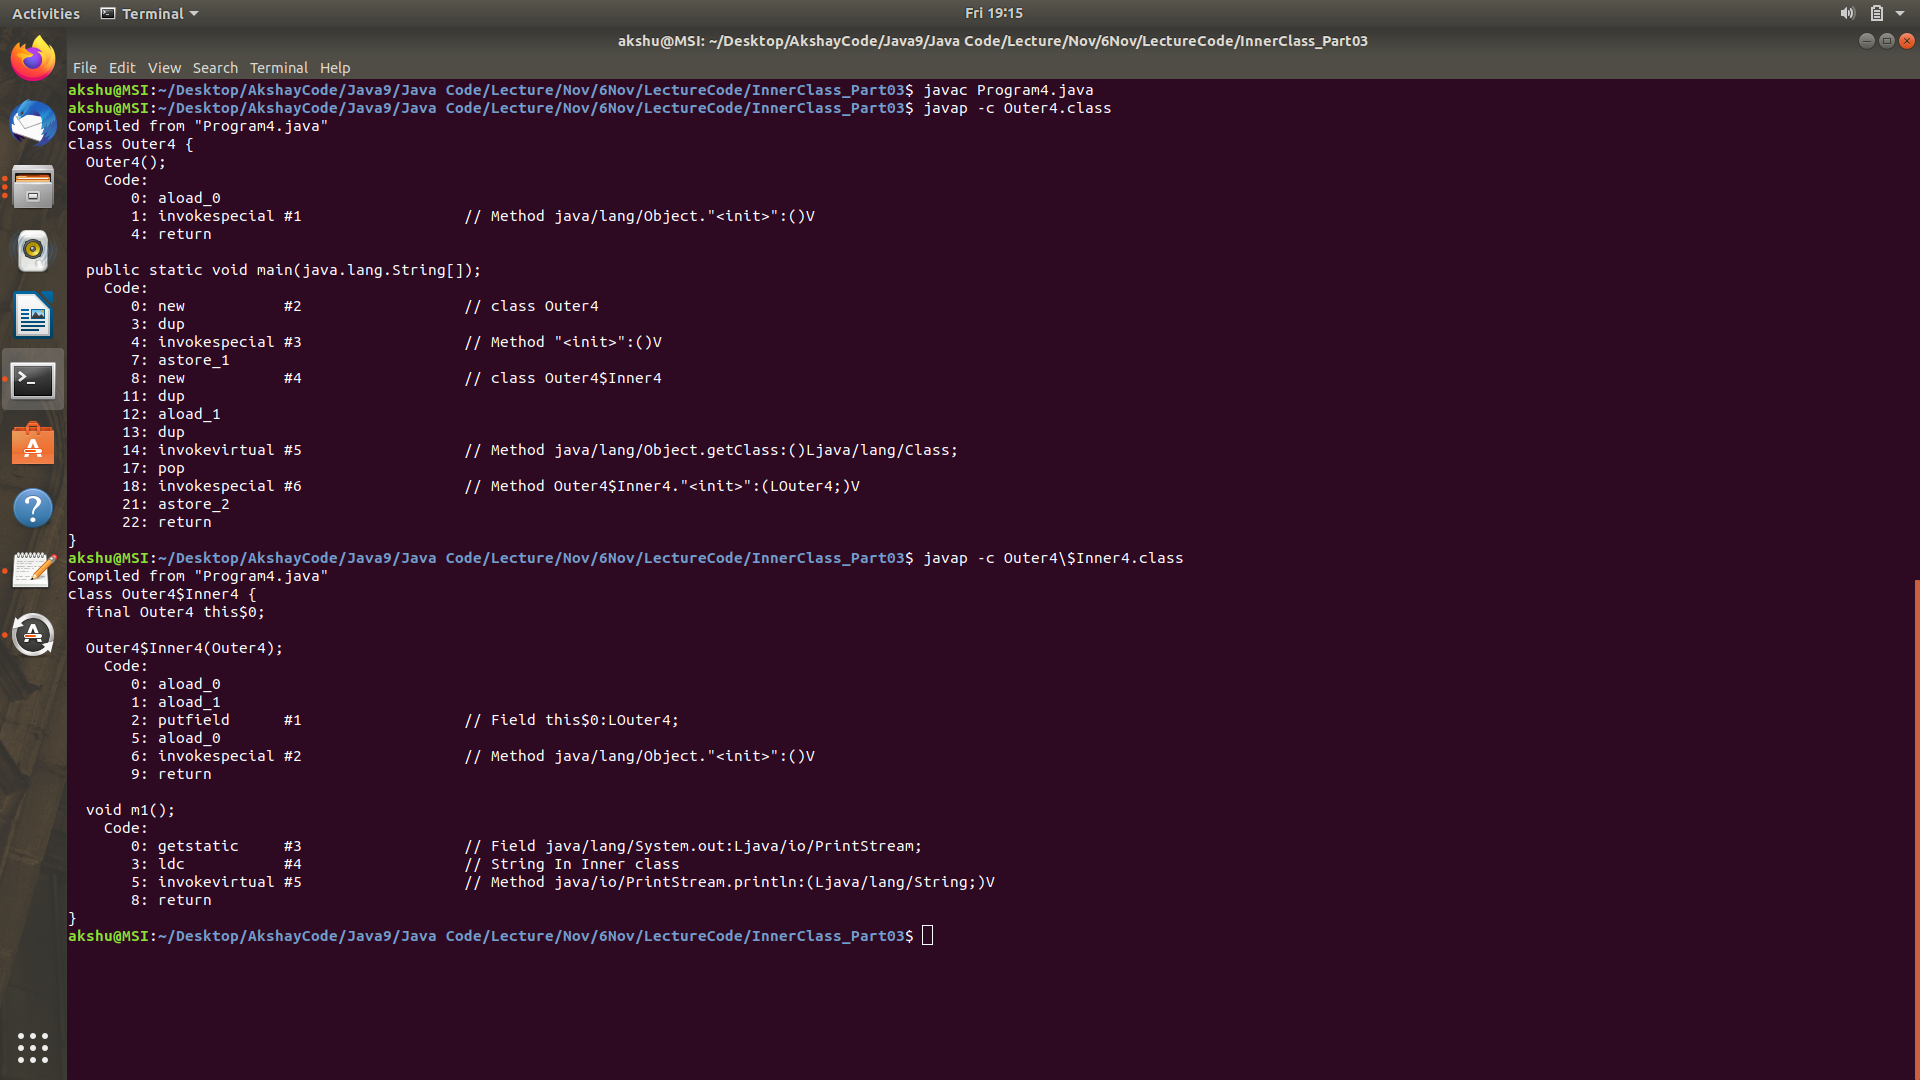 Activities Terminal Fri 19:15
akshu@MSI: ~/Desktop/AkshayCode/Java9/Java Code/Lecture/Nov/6Nov/LectureCode/InnerClass_Part03
File Edit View Search Terminal Help
akshu@MSI:~/Desktop/AkshayCode/Java9/Java Code/Lecture/Nov/6Nov/LectureCode/InnerClass_Part03$ javac Program4.java
akshu@MSI:~/Desktop/AkshayCode/Java9/Java Code/Lecture/Nov/6Nov/LectureCode/InnerClass_Part03$ javap -c Outer4.class
Compiled from "Program4.java"
class Outer4 {
  Outer4();
    Code:
       0: aload_0
       1: invokespecial #1                  // Method java/lang/Object."<init>":()V
       4: return

  public static void main(java.lang.String[]);
    Code:
       0: new           #2                  // class Outer4
       3: dup
       4: invokespecial #3                  // Method "<init>":()V
       7: astore_1
       8: new           #4                  // class Outer4$Inner4
      11: dup
      12: aload_1
      13: dup
      14: invokevirtual #5                  // Method java/lang/Object.getClass:()Ljava/lang/Class;
      17: pop
      18: invokespecial #6                  // Method Outer4$Inner4."<init>":(LOuter4;)V
      21: astore_2
      22: return
}
akshu@MSI:~/Desktop/AkshayCode/Java9/Java Code/Lecture/Nov/6Nov/LectureCode/InnerClass_Part03$ javap -c Outer4\$Inner4.class
Compiled from "Program4.java"
class Outer4$Inner4 {
  final Outer4 this$0;

  Outer4$Inner4(Outer4);
    Code:
       0: aload_0
       1: aload_1
       2: putfield      #1                  // Field this$0:LOuter4;
       5: aload_0
       6: invokespecial #2                  // Method java/lang/Object."<init>":()V
       9: return

  void m1();
    Code:
       0: getstatic     #3                  // Field java/lang/System.out:Ljava/io/PrintStream;
       3: ldc           #4                  // String In Inner class
       5: invokevirtual #5                  // Method java/io/PrintStream.println:(Ljava/lang/String;)V
       8: return
}
akshu@MSI:~/Desktop/AkshayCode/Java9/Java Code/Lecture/Nov/6Nov/LectureCode/InnerClass_Part03$